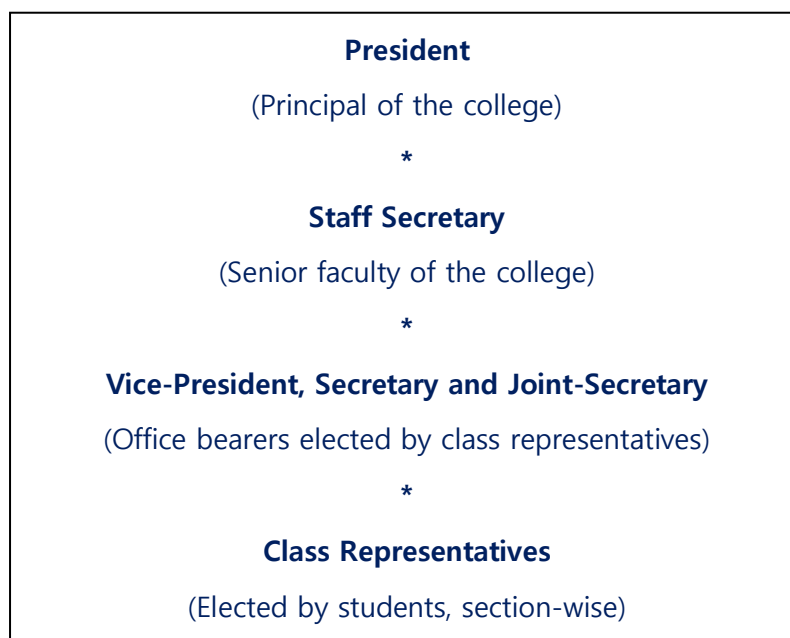 President
(Principal of the college)
*
Staff Secretary
(Senior faculty of the college)
*
Vice-President, Secretary and Joint-Secretary
(Office bearers elected by class representatives)
*
Class Representatives
(Elected by students, section-wise)